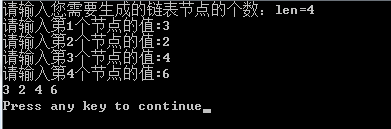 请输入您需要生成的链表节点的个数：len=4
请输入第1个节点的值:3
请输入第2个节点的值:2
请输入第3个节点的值:4
请输入第4个节点的值:6
3 2 4 6
Press any key to continue_